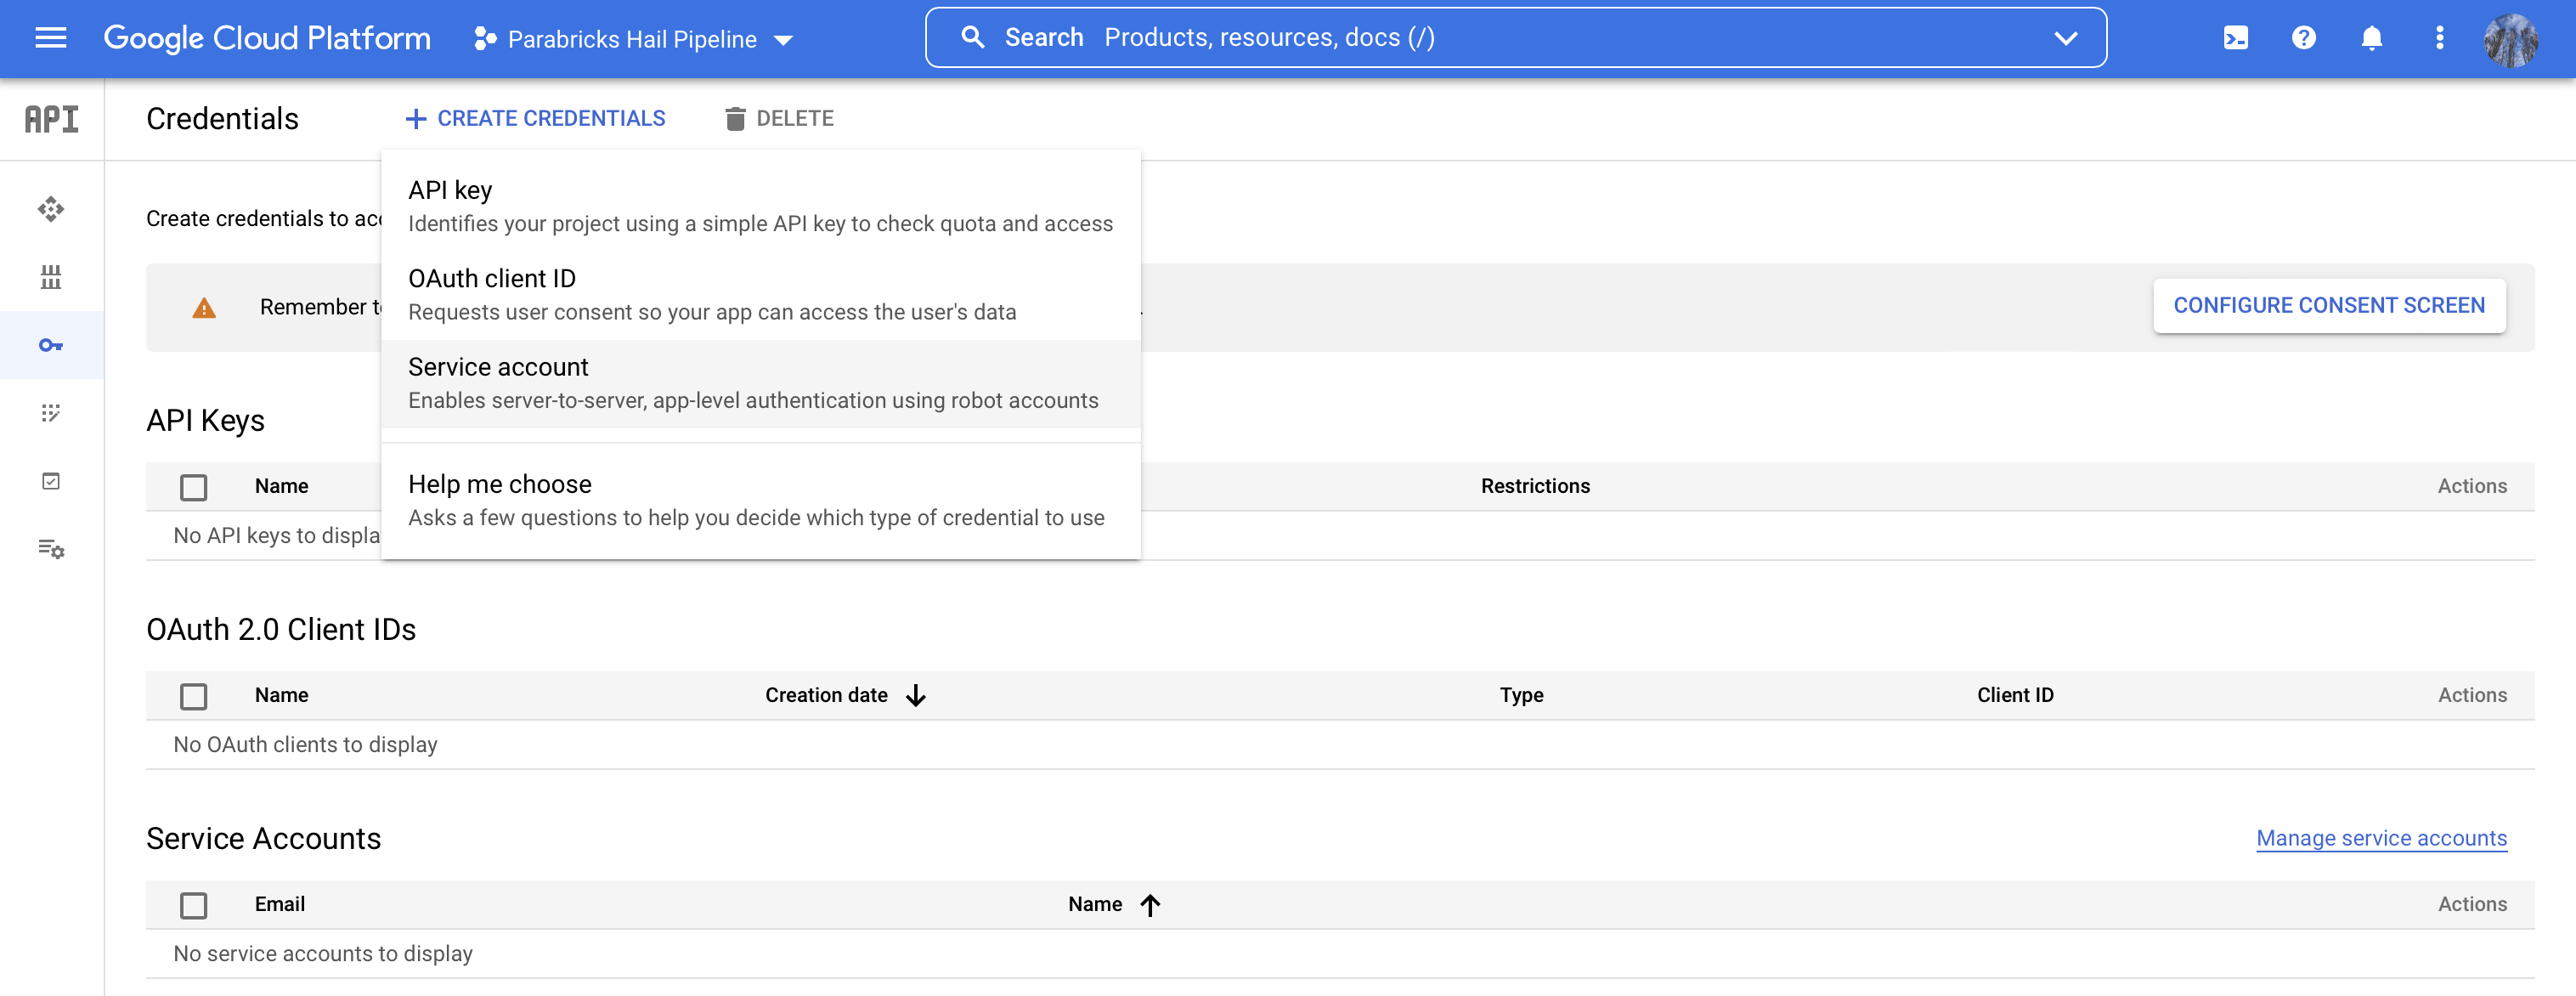 Google Cloud Platform
Parabricks Hail Pipeline
Search Products, resources, docs (/)
API
Credentials
CREATE CREDENTIALS
DELETE
API key
Identifies your project using a simple API key to check quota and access
Create credentials to acc
OAuth client ID
Requests user consent so your app can access the user's data
Remember
CONFIGURE CONSENT SCREEN
Service account
Enables server-to-server, app-level authentication using robot accounts
API Keys
Help me choose
Asks a few questions to help you decide which type of credential to use
Name Restrictions Actions
No API keys to displa
OAuth 2.0 Client IDs
Name Creation date Type Client ID Actions
No OAuth clients to display
Service Accounts
Manage service accounts
Email Name Actions
No service accounts to display